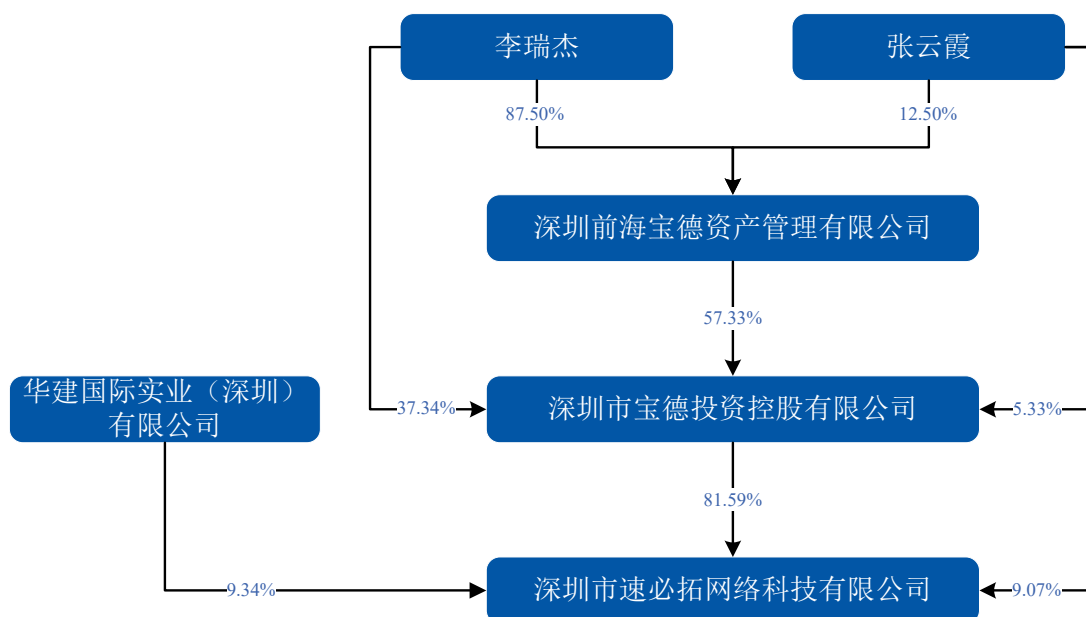 李瑞杰
张云霞
87.50%
12.50%
深圳前海宝德资产管理有限公司
57.33%
华建国际实业（深圳）
有限公司
37.34%
深圳市宝德投资控股有限公司
5.33%
81.59%
9.34%
深圳市速必拓网络科技有限公司
9.07%